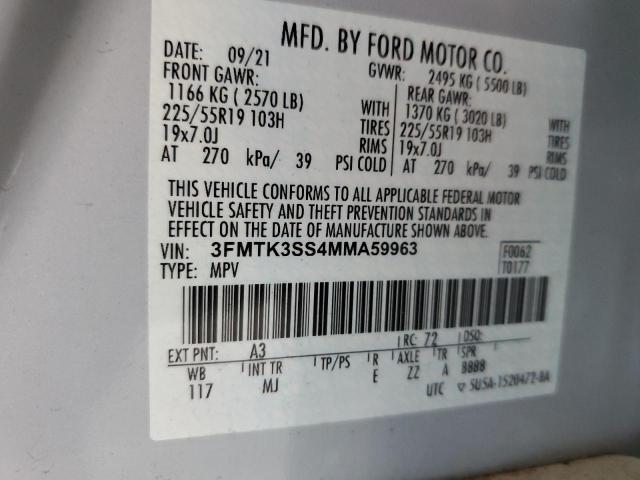 MFD. BY FORD MOTOR CO.
DATE: 09/21 GVWR: 2495 KG ( 5500 LB)
FRONT GAWR: REAR GAWR:
1166 KG ( 2570 LB) WITH 1370 KG ( 3020 LB) WITH
225/55R19 103H TIRES 225/55R19 103H TIRES
19x7.0J RIMS 19x7.0J RIMS
AT 270 kPa/ 39 PSI COLD AT 270 kPa/ 39 PSI COLD
THIS VEHICLE CONFORMS TO ALL APPLICABLE FEDERAL MOTOR
VEHICLE SAFETY AND THEFT PREVENTION STANDARDS IN
EFFECT ON THE DATE OF MANUFACTURE SHOWN ABOVE.
VIN: 3FMTK3SS4MMA59963 F0062
TYPE: MPV T0177
EXT PNT: A3 RC: 72 DSO:
WB INT TR TP/PS R AXLE TR SPR
117 MJ E ZZ A BBBB
UTC ▽ 5U5A-1520472-BA